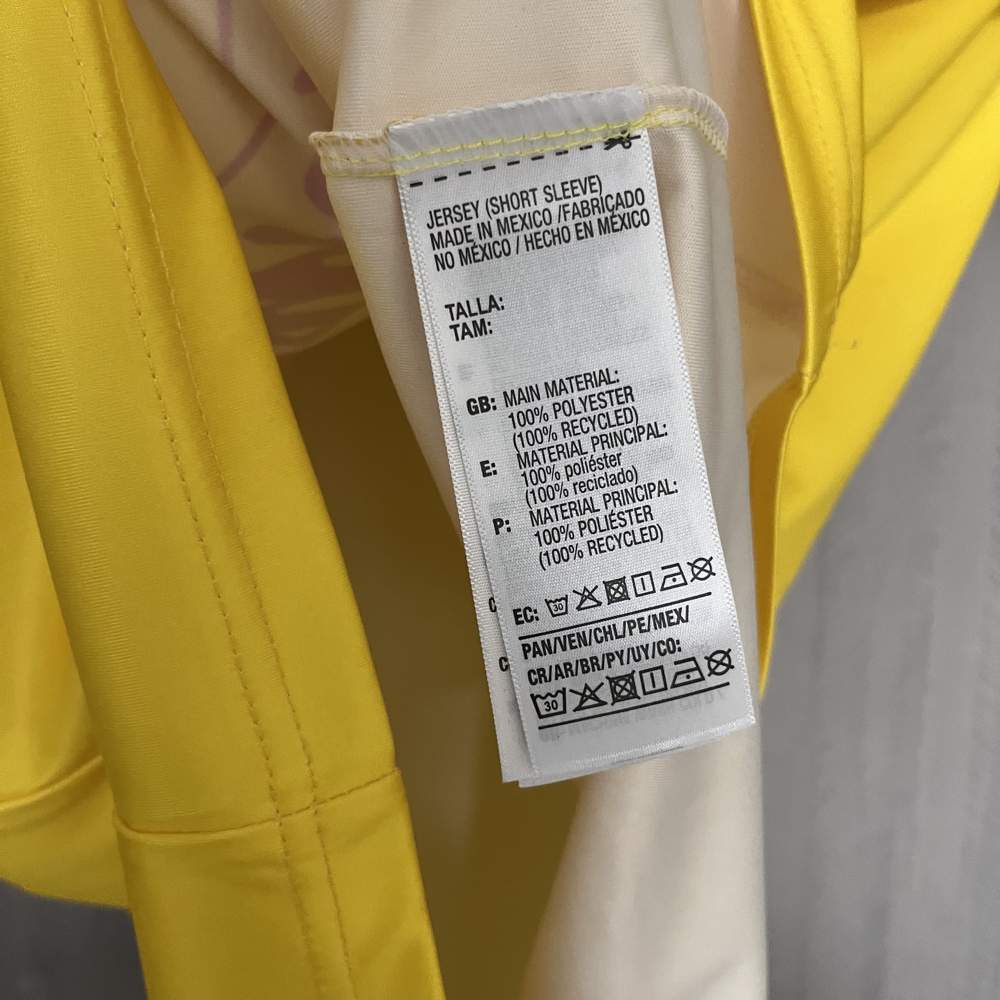 JERSEY (SHORT SLEEVE)
MADE IN MEXICO /FABRICADO
NO MÉXICO / HECHO EN MÉXICO
TALLA:
TAM:
GB: MAIN MATERIAL:
100% POLYESTER
(100% RECYCLED)
E: MATERIAL PRINCIPAL:
100% poliéster
(100% reciclado)
P: MATERIAL PRINCIPAL:
100% POLIÉSTER
(100% RECYCLED)
EC: 30
PAN/VEN/CHL/PE/MEX/
CR/AR/BR/PY/UY/CO:
30